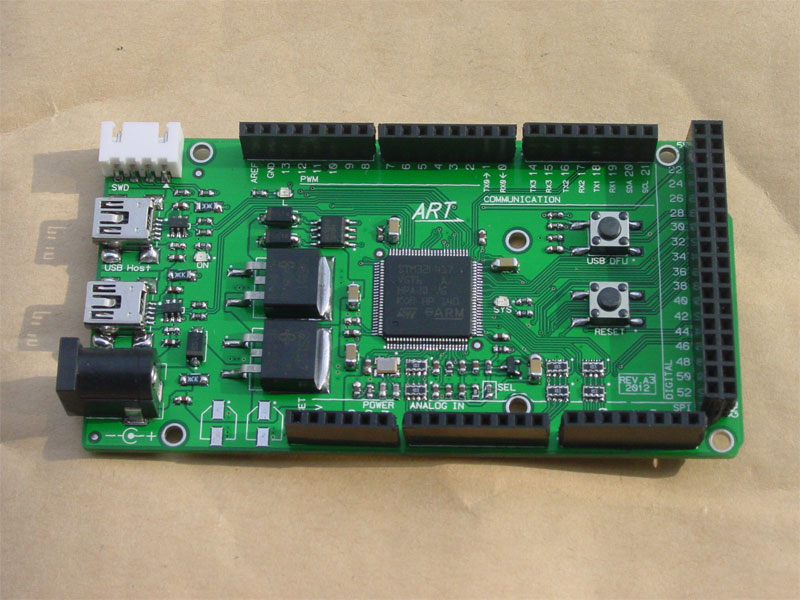 SWD
AREF
GND
13
12
11
10
9
8
7
6
5
4
3
2
TX0→ 1
RX0← 0
TX3 14
RX3 15
TX2 16
RX2 17
TX1 18
RX1 19
SDA 20
SCL 21
PWM
COMMUNICATION
ART
22
24
26
28
30
32
34
36
38
40
42
44
46
48
50
52
USB Host
ON
USB DFU
SYS
RESET
ARM
SEL
REV.A3
2012
DIGITAL
POWER
ANALOG IN
SPI
- +